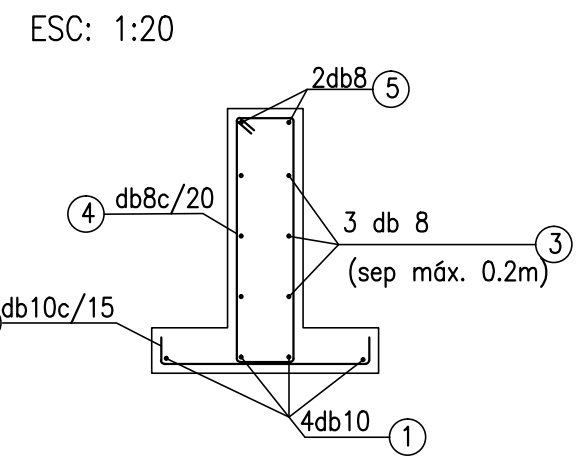 ESC: 1:20
2db8 5
db8c/20
4
3 db 8
3
(sep máx. 0.2m)
db10c/15
4db10
1